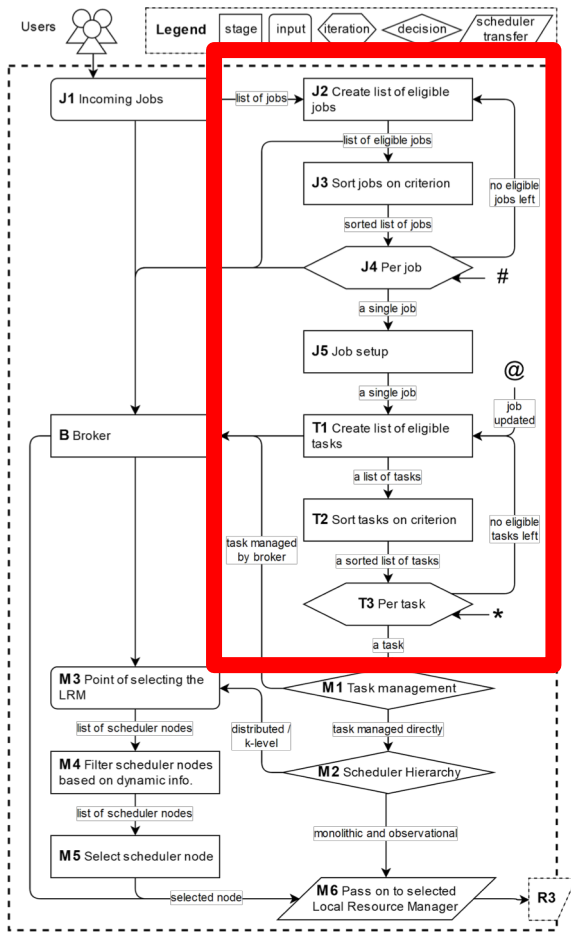 Users
Legend
stage
input
iteration
decision
scheduler
transfer
J1 Incoming Jobs
list of jobs
J2 Create list of eligible
jobs
list of eligible jobs
J3 Sort jobs on criterion
no eligible
jobs left
sorted list of jobs
J4 Per job
#
a single job
J5 Job setup
@
a single job
job
updated
B Broker
T1 Create list of eligible
tasks
a list of tasks
T2 Sort tasks on criterion
no eligible
tasks left
task managed
by broker
a sorted list of tasks
T3 Per task
*
a task
M3 Point of selecting the
LRM
M1 Task management
list of scheduler nodes
distributed /
k-level
task managed directly
M4 Filter scheduler nodes
based on dynamic info.
M2 Scheduler Hierarchy
list of scheduler nodes
monolithic and observational
M5 Select scheduler node
selected node
M6 Pass on to selected
Local Resource Manager
R3